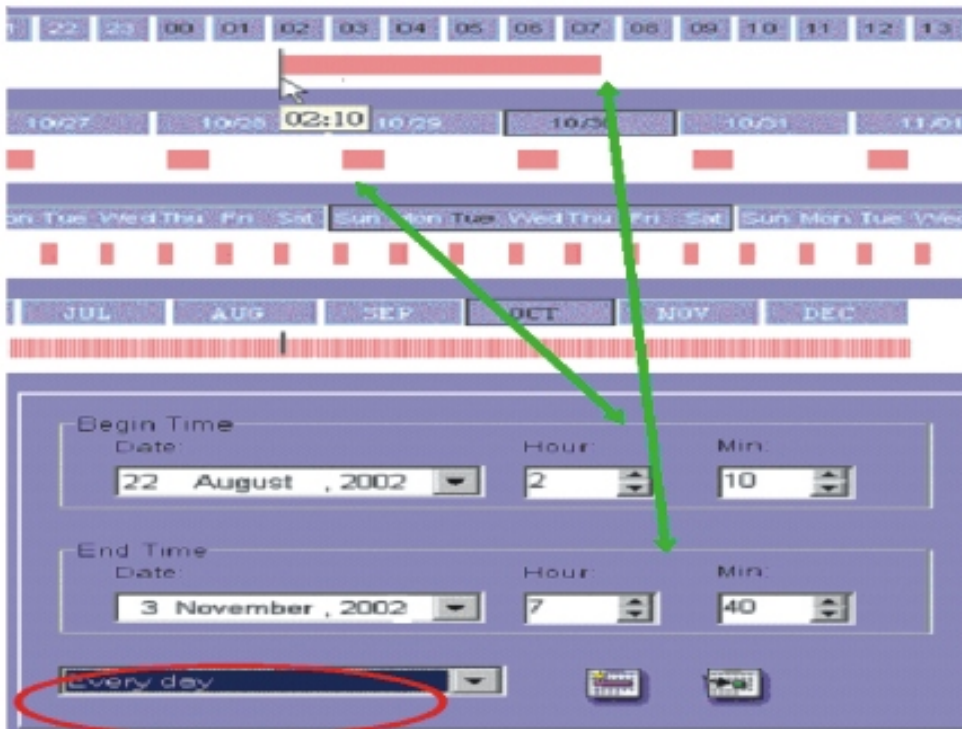 22 23 00 01 02 03 04 05 06 07 08 09 10 11 12 13
02:10
10/27 10/28 10/29 10/30 10/31 11/01
Tue Wed Thu Fri Sat Sun Mon Tue Wed Thu Fri Sat Sun Mon Tue
JUL AUG SEP OCT NOV DEC
Begin Time
Date: Hour: Min:
22 August , 2002 2 10
End Time
Date: Hour: Min:
3 November , 2002 7 40
Every day